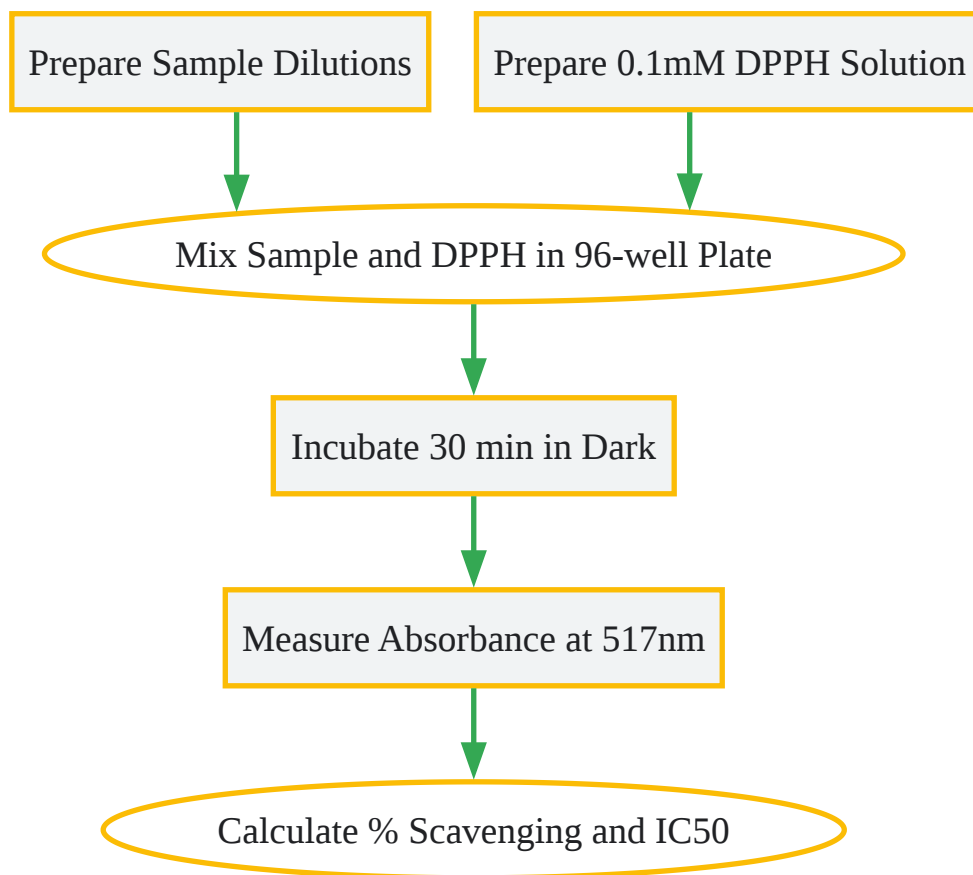 Prepare Sample Dilutions
Prepare 0.1mM DPPH Solution
Mix Sample and DPPH in 96-well Plate
Incubate 30 min in Dark
Measure Absorbance at 517nm
Calculate % Scavenging and IC50